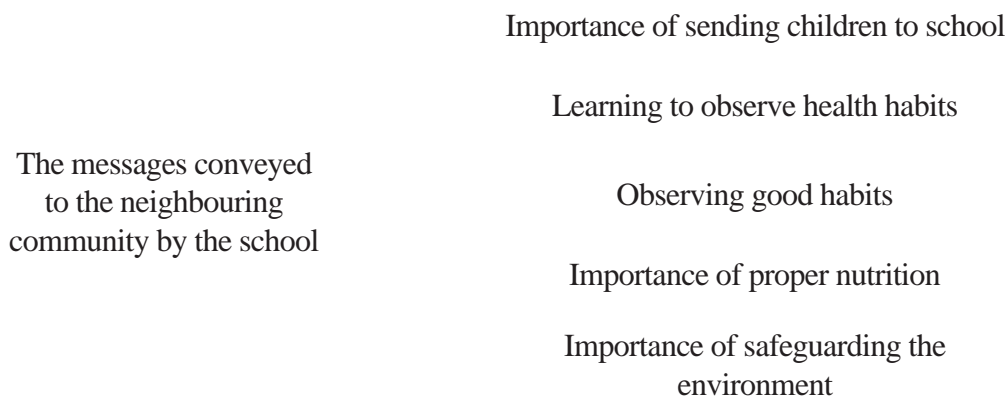 The messages conveyed
to the neighbouring
community by the school
Importance of sending children to school
Learning to observe health habits
Observing good habits
Importance of proper nutrition
Importance of safeguarding the
environment